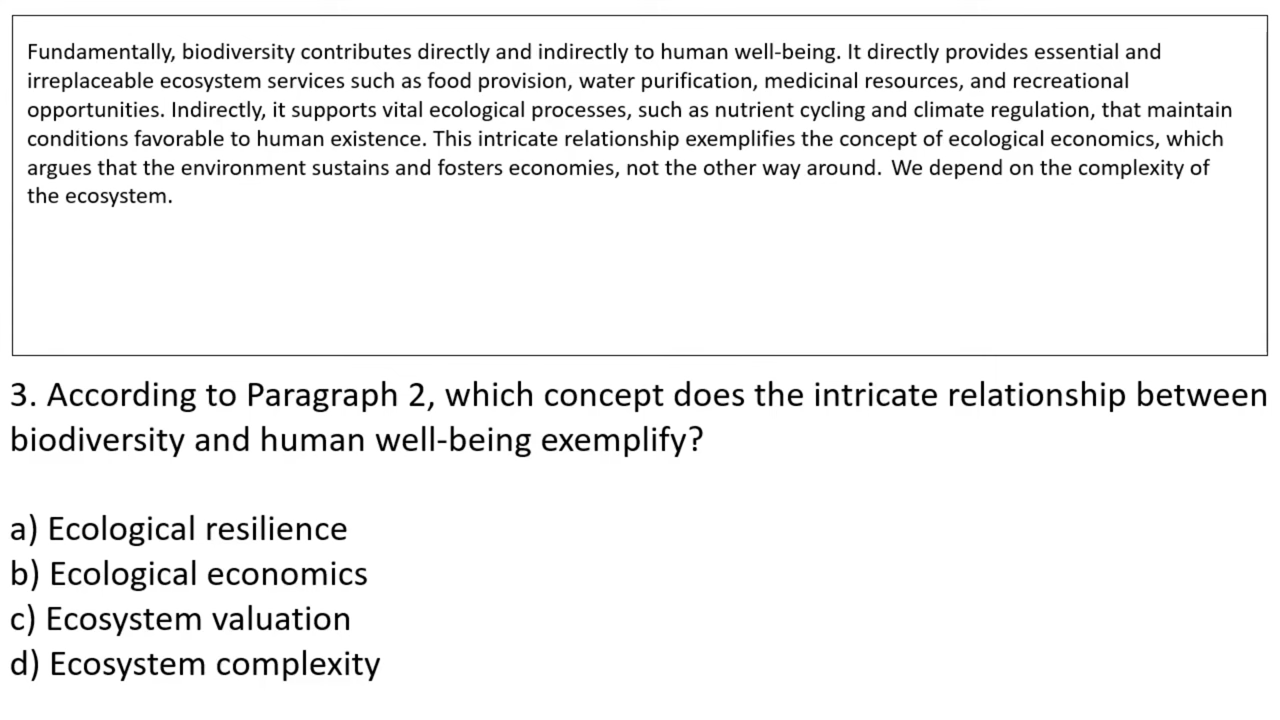 Fundamentally, biodiversity contributes directly and indirectly to human well-being. It directly provides essential and
irreplaceable ecosystem services such as food provision, water purification, medicinal resources, and recreational
opportunities. Indirectly, it supports vital ecological processes, such as nutrient cycling and climate regulation, that maintain
conditions favorable to human existence. This intricate relationship exemplifies the concept of ecological economics, which
argues that the environment sustains and fosters economies, not the other way around. We depend on the complexity of
the ecosystem.
3. According to Paragraph 2, which concept does the intricate relationship between
biodiversity and human well-being exemplify?
a) Ecological resilience
b) Ecological economics
c) Ecosystem valuation
d) Ecosystem complexity